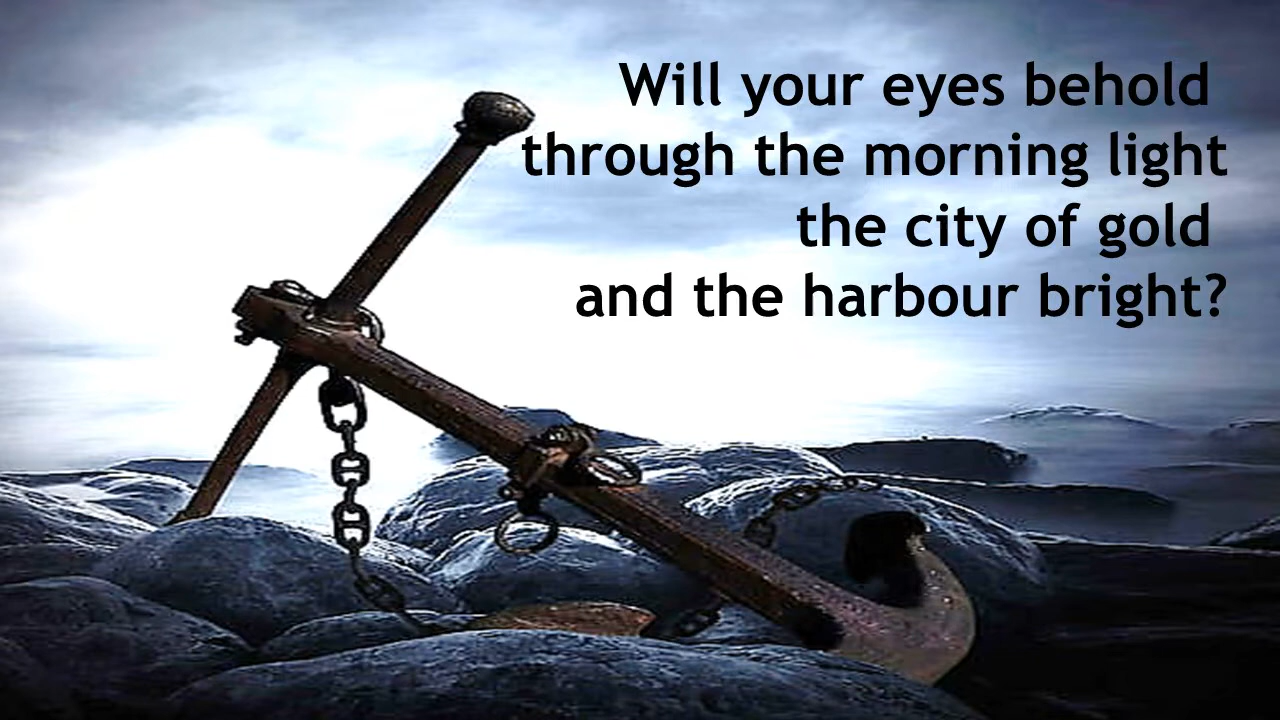 Will your eyes behold
through the morning light
the city of gold
and the harbour bright?